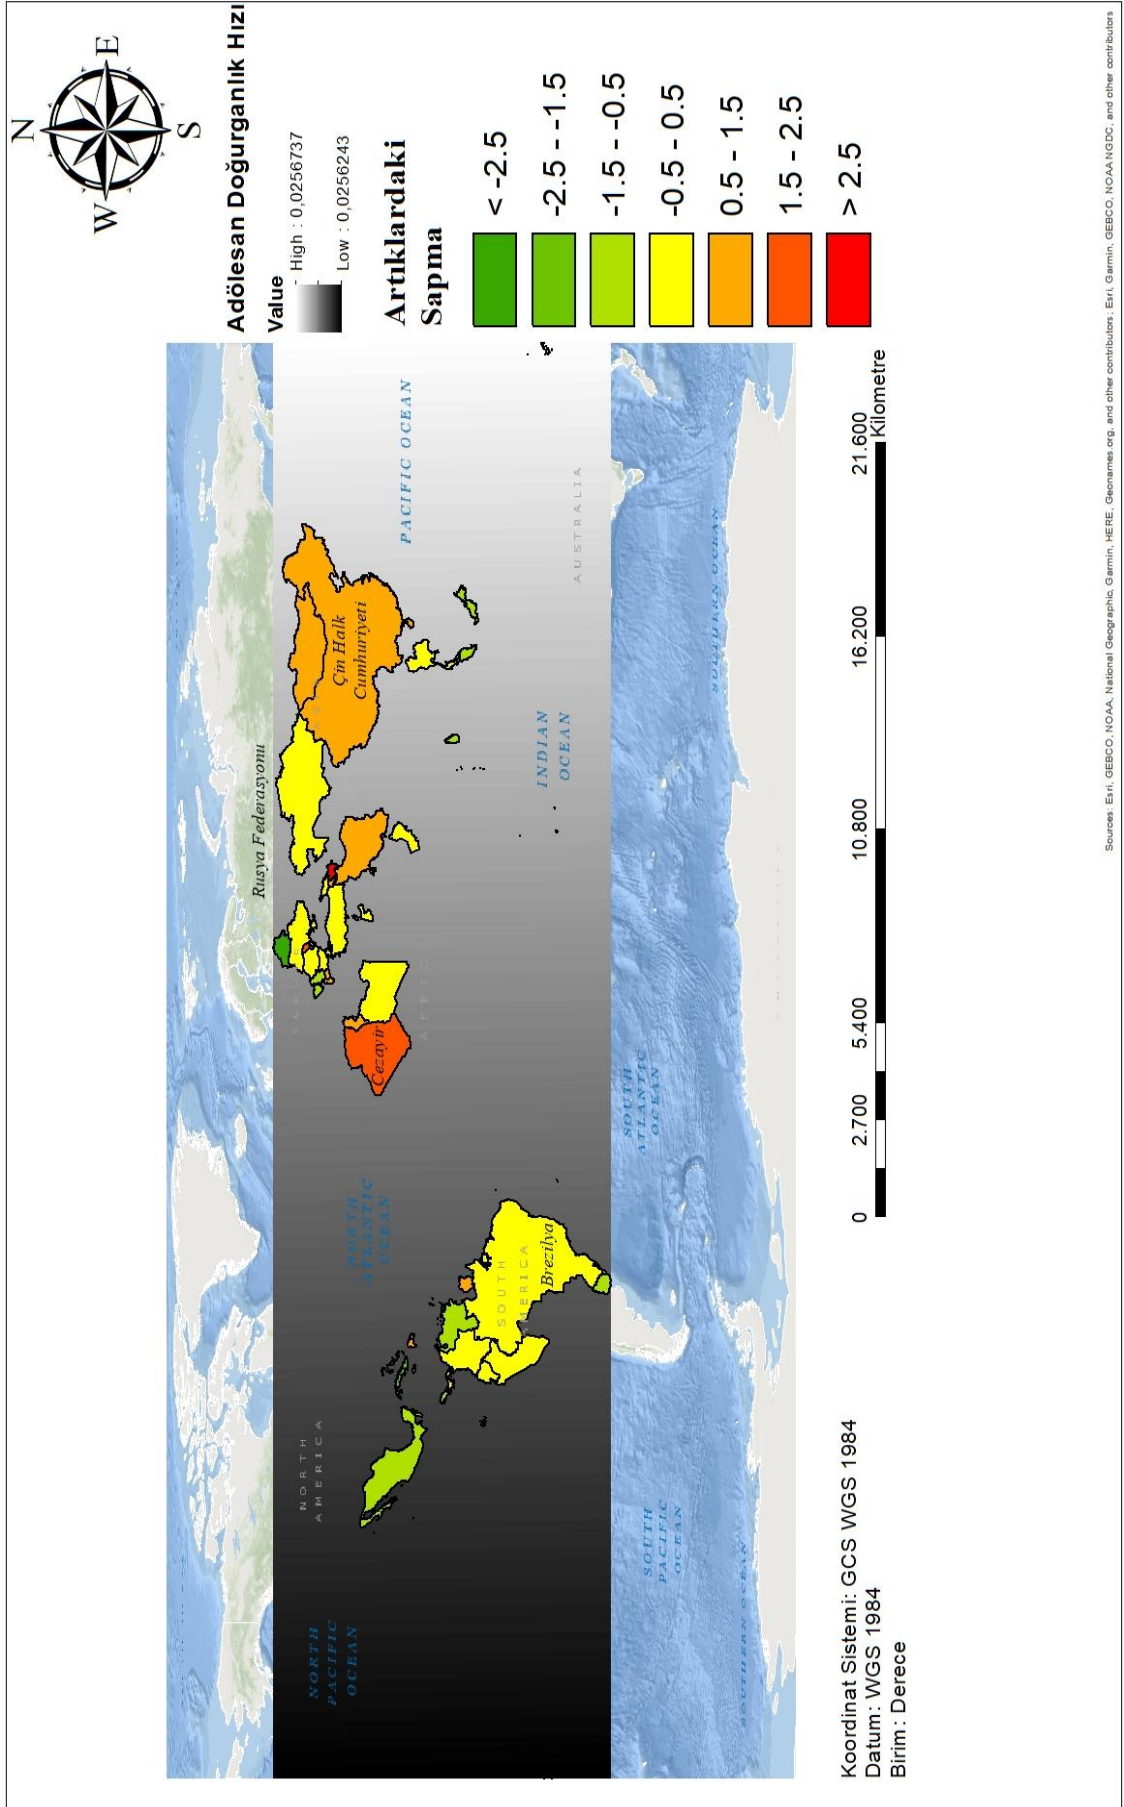 N
W
E
S
Adölesan Doğurganlık Hızı
Value
High : 0,0256737
Low : 0,0256243
Artıklardaki
Sapma
< -2.5
-2.5 - -1.5
-1.5 - -0.5
-0.5 - 0.5
0.5 - 1.5
1.5 - 2.5
> 2.5
Rusya Federasyonu
Çin Halk
Cumhuriyeti
Cezayir
Brezilya
NORTH
PACIFIC
OCEAN
NORTH
AMERICA
NORTH
ATLANTIC
OCEAN
SOUTH
AMERICA
PACIFIC OCEAN
AUSTRALIA
INDIAN
OCEAN
SOUTH
PACIFIC
OCEAN
SOUTH
ATLANTIC
OCEAN
SOUTHERN OCEAN
SOUTHERN OCEAN
0
2.700
5.400
10.800
16.200
21.600
Kilometre
Koordinat Sistemi: GCS WGS 1984
Datum: WGS 1984
Birim: Derece
Sources: Esri, GEBCO, NOAA, National Geographic, Garmin, HERE, Geonames.org, and other contributors; Esri, Garmin, GEBCO, NOAA NGDC, and other contributors